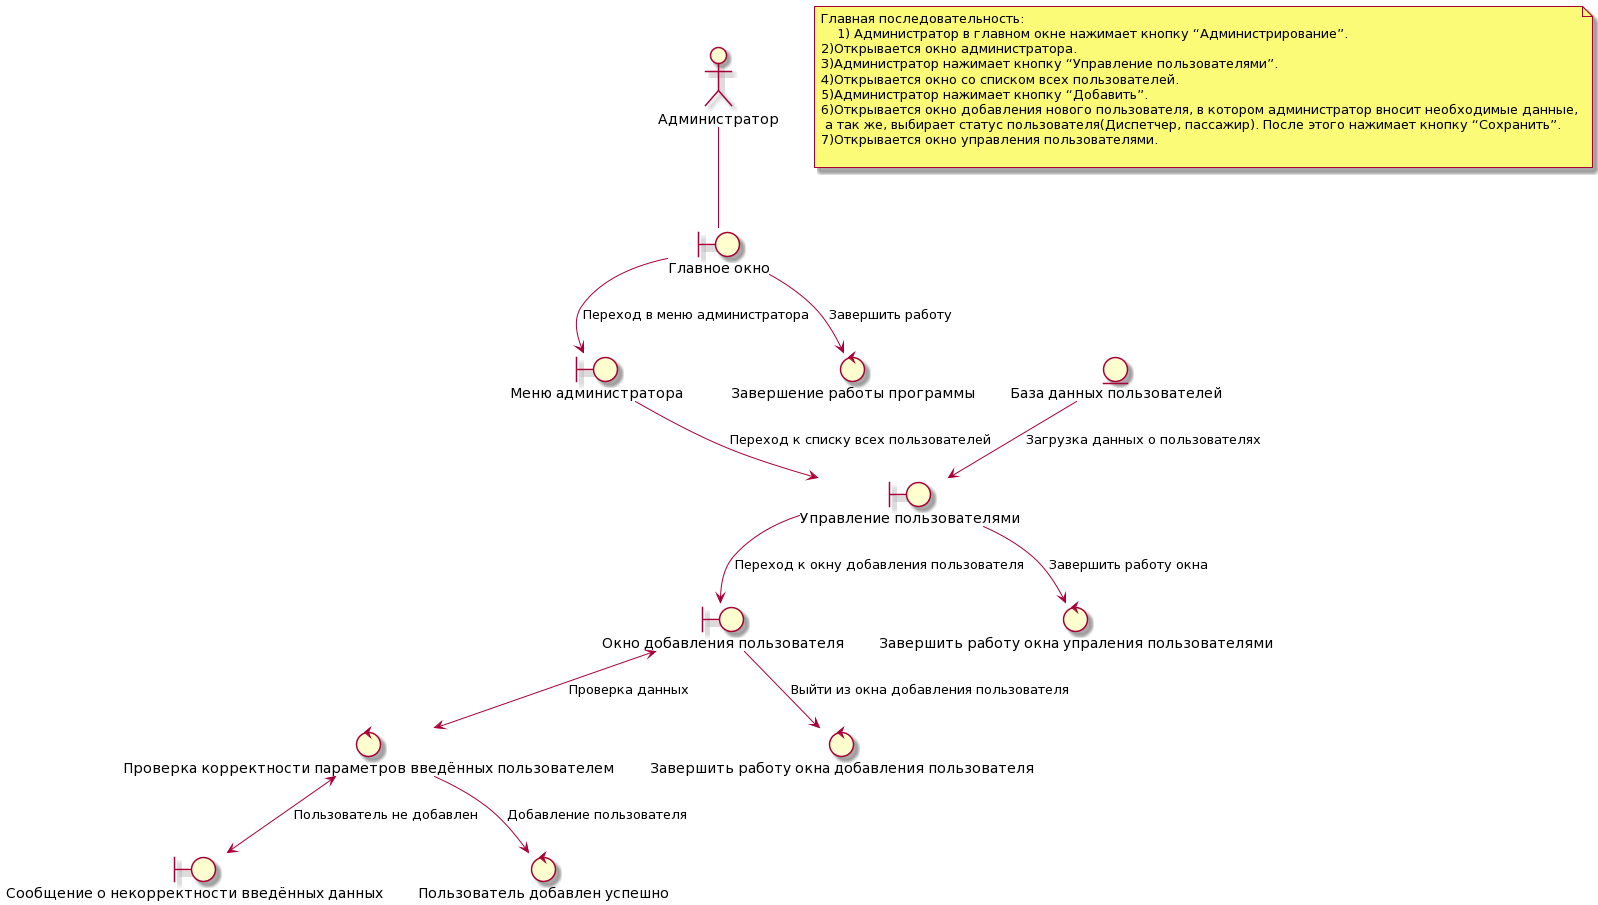 Главная последовательность:
1) Администратор в главном окне нажимает кнопку “Администрирование”.
2)Открывается окно администратора.
3)Администратор нажимает кнопку “Управление пользователями”.
4)Открывается окно со списком всех пользователей.
5)Администратор нажимает кнопку “Добавить”.
6)Открывается окно добавления нового пользователя, в котором администратор вносит необходимые данные,
а так же, выбирает статус пользователя(Диспетчер, пассажир). После этого нажимает кнопку “Сохранить”.
7)Открывается окно управления пользователями.
Администратор
Главное окно
Переход в меню администратора
Завершить работу
Меню администратора
Завершение работы программы
База данных пользователей
Переход к списку всех пользователей
Загрузка данных о пользователях
Управление пользователями
Переход к окну добавления пользователя
Завершить работу окна
Окно добавления пользователя
Завершить работу окна упраления пользователями
Проверка данных
Выйти из окна добавления пользователя
Проверка корректности параметров введённых пользователем
Завершить работу окна добавления пользователя
Пользователь не добавлен
Добавление пользователя
Сообщение о некорректности введённых данных
Пользователь добавлен успешно